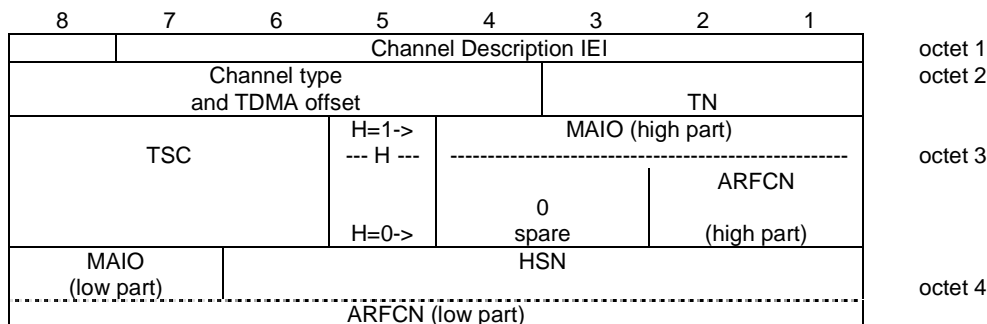 8 7 6 5 4 3 2 1
Channel Description IEI octet 1
Channel type octet 2
and TDMA offset TN
H=1-> MAIO (high part)
TSC --- H --- ------------------------------------------------------ octet 3
ARFCN
0
H=0-> spare (high part)
MAIO HSN
(low part) octet 4
ARFCN (low part)